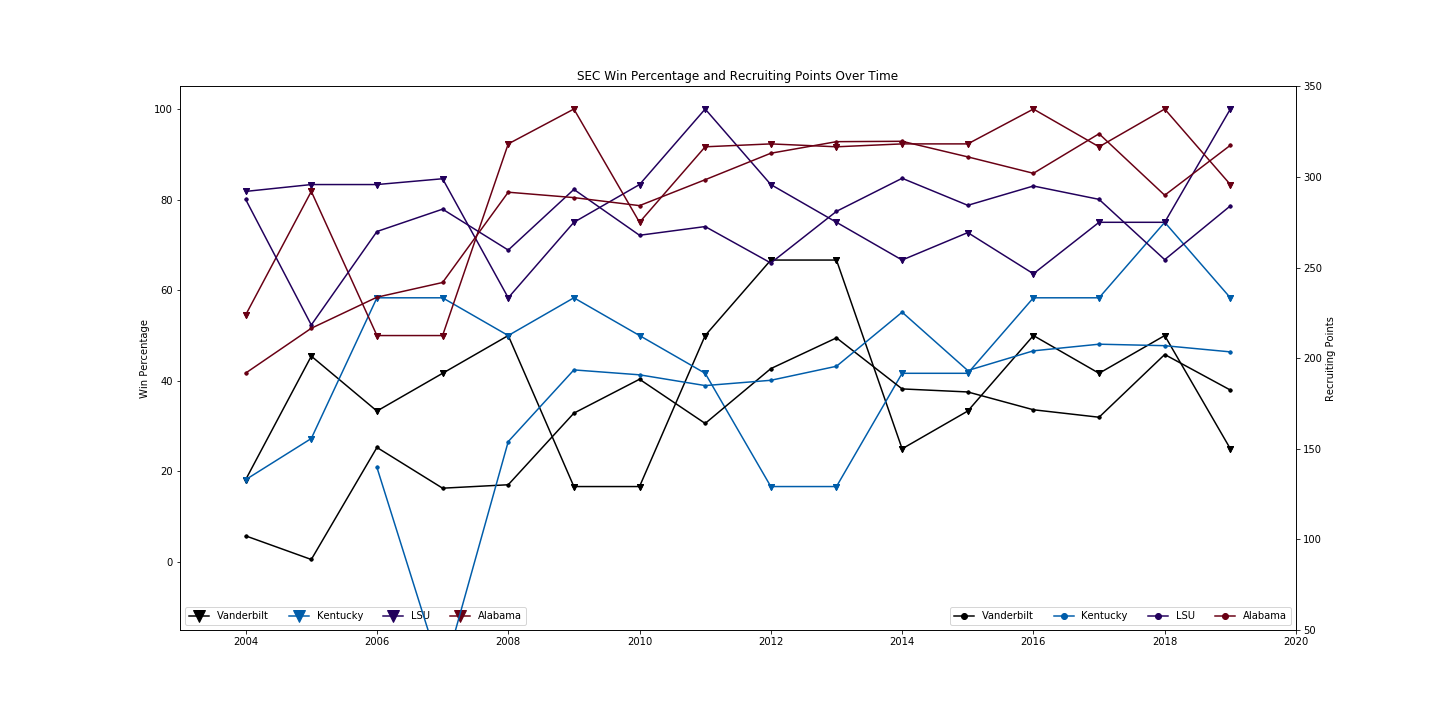 SEC Win Percentage and Recruiting Points Over Time
Win Percentage
100
80
60
40
20
0
350
300
250
200
150
100
50
Recruiting Points
Vanderbilt Kentucky LSU Alabama
Vanderbilt Kentucky LSU Alabama
2004 2006 2008 2010 2012 2014 2016 2018 2020